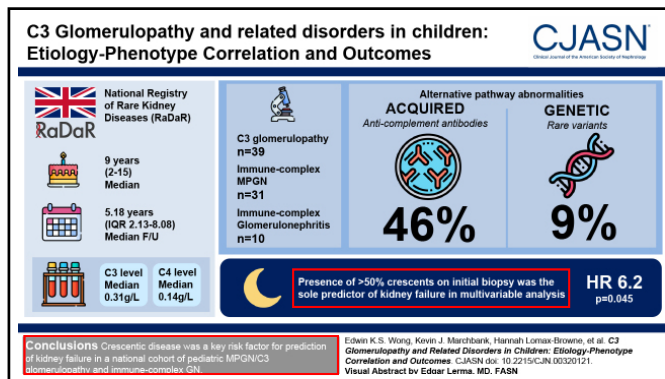 C3 Glomerulopathy and related disorders in children:
Etiology-Phenotype Correlation and Outcomes
CJASN
Clinical Journal of the American Society of Nephrology
RaDaR
National Registry
of Rare Kidney
Diseases (RaDaR)
9 years
(2-15)
Median
5.18 years
(IQR 2.13-8.08)
Median F/U
C3 level
Median
0.31g/L
C4 level
Median
0.14g/L
C3 glomerulopathy
n=39
Immune-complex
MPGN
n=31
Immune-complex
Glomerulonephritis
n=10
Alternative pathway abnormalities
ACQUIRED
Anti-complement antibodies
46%
GENETIC
Rare variants
9%
Presence of >50% crescents on initial biopsy was the
sole predictor of kidney failure in multivariable analysis
HR 6.2
p=0.045
Conclusions Crescentic disease was a key risk factor for prediction
of kidney failure in a national cohort of pediatric MPGN/C3
glomerulopathy and immune-complex GN.
Edwin K.S. Wong, Kevin J. Marchbank, Hannah Lomax-Browne, et al. C3
Glomerulopathy and Related Disorders in Children: Etiology-Phenotype
Correlation and Outcomes. CJASN doi: 10.2215/CJN.00320121.
Visual Abstract by Edgar Lerma, MD, FASN